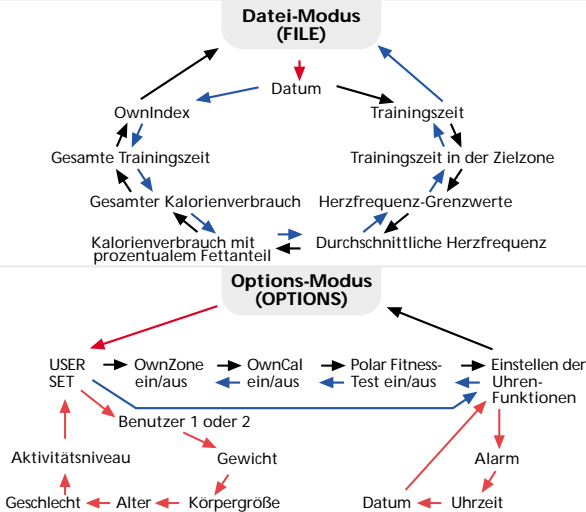 Datei-Modus
(FILE)
Datum
OwnIndex
Trainingszeit
Gesamte Trainingszeit
Trainingszeit in der Zielzone
Gesamter Kalorienverbrauch
Herzfrequenz-Grenzwerte
Kalorienverbrauch mit
prozentualem Fettanteil
Durchschnittliche Herzfrequenz
Options-Modus
(OPTIONS)
USER
SET
OwnZone
ein/aus
OwnCal
ein/aus
Polar Fitness-
Test ein/aus
Einstellen der
Uhren-
Funktionen
Benutzer 1 oder 2
Aktivitätsniveau
Gewicht
Alarm
Geschlecht
Alter
Körpergröße
Datum
Uhrzeit